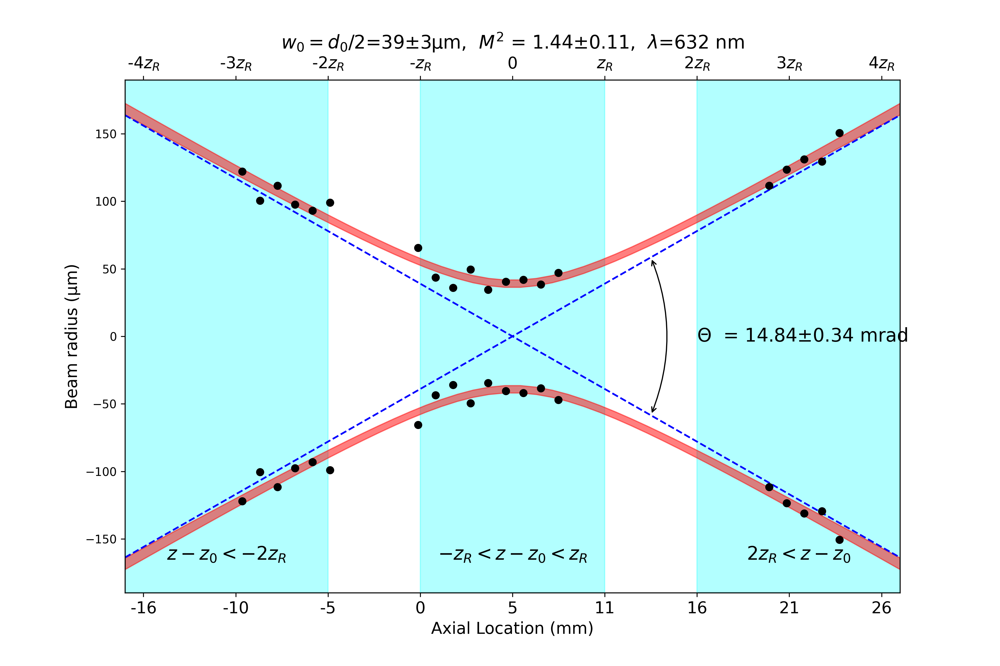 w₀ = d₀/2=39±3µm, M² = 1.44±0.11, λ=632 nm
-4z_R -3z_R -2z_R -z_R 0 z_R 2z_R 3z_R 4z_R
150
100
50
0
−50
−100
−150
Beam radius (µm)
Θ = 14.84±0.34 mrad
z − z₀ < −2z_R −z_R < z − z₀ < z_R 2z_R < z − z₀
-16 -10 -5 0 5 11 16 21 26
Axial Location (mm)